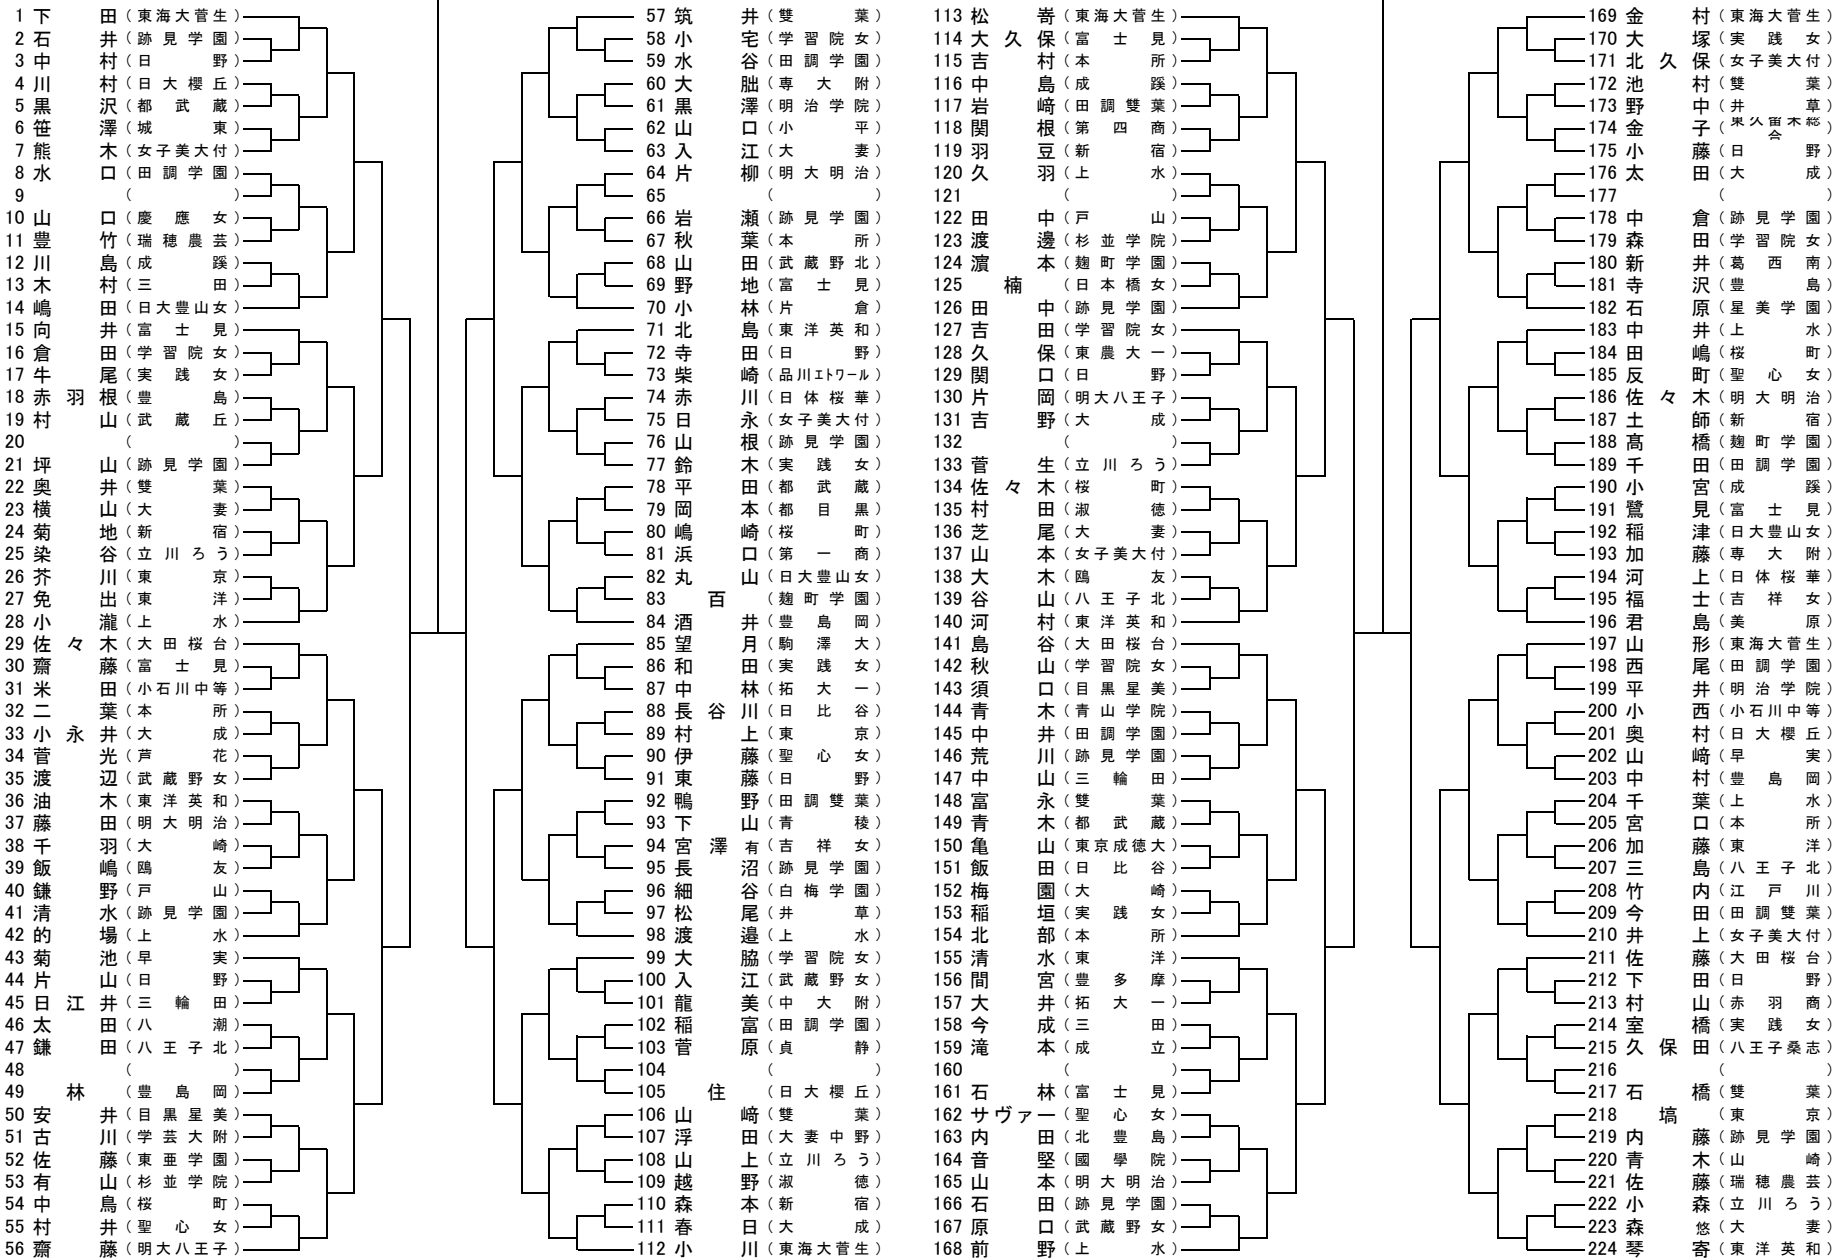 1 下田 (東海大菅生)
2 石井 (跡見学園)
3 中村 (日野)
4 川村 (日大櫻丘)
5 黒沢 (都武蔵)
6 笹澤 (城東)
7 熊木 (女子美大付)
8 水口 (田調学園)
9 ( )
10 山口 (慶應女)
11 豊竹 (瑞穂農芸)
12 川島 (成蹊)
13 木村 (三田)
14 嶋田 (日大豊山女)
15 向井 (富士見)
16 倉田 (学習院女)
17 牛尾 (実践女)
18 赤羽根 (豊島)
19 村山 (武蔵丘)
20 ( )
21 坪山 (跡見学園)
22 奥井 (雙葉)
23 横山 (大妻)
24 菊地 (新宿)
25 染谷 (立川ろう)
26 芥川 (東京)
27 免出 (東洋)
28 小瀧 (上水)
29 佐々木 (大田桜台)
30 齋藤 (富士見)
31 米田 (小石川中等)
32 二葉 (本所)
33 小永井 (大成)
34 菅光 (芦花)
35 渡辺 (武蔵野女)
36 油木 (東洋英和)
37 藤田 (明大明治)
38 千羽 (大崎)
39 飯嶋 (鴎友)
40 鎌野 (戸山)
41 清水 (跡見学園)
42 的場 (上水)
43 菊池 (早実)
44 片山 (日野)
45 日江井 (三輪田)
46 太田 (八潮)
47 鎌田 (八王子北)
48 ( )
49 林 (豊島岡)
50 安井 (目黒星美)
51 古川 (学芸大附)
52 佐藤 (東亜学園)
53 有山 (杉並学院)
54 中鳥 (桜町)
55 村井 (聖心女)
56 齋藤 (明大八王子)
57 筑井 (雙葉)
58 小宅 (学習院女)
59 水谷 (田調学園)
60 大朏 (専大附)
61 黒澤 (明治学院)
62 山口 (小平)
63 入江 (大妻)
64 片柳 (明大明治)
65 ( )
66 岩瀬 (跡見学園)
67 秋葉 (本所)
68 山田 (武蔵野北)
69 野地 (富士見)
70 小林 (片倉)
71 北島 (東洋英和)
72 寺田 (日野)
73 柴崎 (品川エトワール)
74 赤川 (日体桜華)
75 日永 (女子美大付)
76 山根 (跡見学園)
77 鈴木 (実践女)
78 平田 (都武蔵)
79 岡本 (都目黒)
80 嶋崎 (桜町)
81 浜口 (第一商)
82 丸山 (日大豊山女)
83 百 (麹町学園)
84 酒井 (豊島岡)
85 望月 (駒澤大)
86 和田 (実践女)
87 中林 (拓大一)
88 長谷川 (日比谷)
89 村上 (東京)
90 伊藤 (聖心女)
91 東藤 (日野)
92 鴨野 (田調雙葉)
93 下山 (青稜)
94 宮澤有 (吉祥女)
95 長沼 (跡見学園)
96 細谷 (白梅学園)
97 松尾 (井草)
98 渡邉 (上水)
99 大脇 (学習院女)
100 入江 (武蔵野女)
101 龍美 (中大附)
102 稲富 (田調学園)
103 菅原 (貞静)
104 ( )
105 住 (日大櫻丘)
106 山﨑 (雙葉)
107 浮田 (大妻中野)
108 山上 (立川ろう)
109 越野 (淑徳)
110 森本 (新宿)
111 春日 (大成)
112 小川 (東海大菅生)
113 松嵜 (東海大菅生)
114 大久保 (富士見)
115 吉村 (本所)
116 中島 (成蹊)
117 岩﨑 (田調雙葉)
118 関根 (第四商)
119 羽豆 (新宿)
120 久羽 (上水)
121 ( )
122 田中 (戸山)
123 渡邊 (杉並学院)
124 濵本 (麹町学園)
125 楠 (日本橋女)
126 田中 (跡見学園)
127 吉田 (学習院女)
128 久保 (東農大一)
129 関口 (日野)
130 片岡 (明大八王子)
131 吉野 (大成)
132 ( )
133 菅生 (立川ろう)
134 佐々木 (桜町)
135 村田 (淑徳)
136 芝尾 (大妻)
137 山本 (女子美大付)
138 大木 (鴎友)
139 谷山 (八王子北)
140 河村 (東洋英和)
141 島谷 (大田桜台)
142 秋山 (学習院女)
143 須口 (目黒星美)
144 青木 (青山学院)
145 中井 (田調学園)
146 荒川 (跡見学園)
147 中山 (三輪田)
148 富永 (雙葉)
149 青木 (都武蔵)
150 亀山 (東京成徳大)
151 飯田 (日比谷)
152 梅園 (大崎)
153 稲垣 (実践女)
154 北部 (本所)
155 清水 (東洋)
156 間宮 (豊多摩)
157 大井 (拓大一)
158 今成 (三田)
159 滝本 (成立)
160 ( )
161 石林 (富士見)
162 サヴァー (聖心女)
163 内田 (北豊島)
164 音堅 (國學院)
165 山本 (明大明治)
166 石田 (跡見学園)
167 原口 (武蔵野女)
168 前野 (上水)
169 金村 (東海大菅生)
170 大塚 (実践女)
171 北久保 (女子美大付)
172 池村 (雙葉)
173 野中 (井草)
174 金子 (東久留米総合)
175 小藤 (日野)
176 太田 (大成)
177 ( )
178 中倉 (跡見学園)
179 森田 (学習院女)
180 新井 (葛西南)
181 寺沢 (豊島)
182 石原 (星美学園)
183 中井 (上水)
184 田嶋 (桜町)
185 反町 (聖心女)
186 佐々木 (明大明治)
187 土師 (新宿)
188 髙橋 (麹町学園)
189 千田 (田調学園)
190 小宮 (成蹊)
191 鷲見 (富士見)
192 稲津 (日大豊山女)
193 加藤 (専大附)
194 河上 (日体桜華)
195 福士 (吉祥女)
196 君島 (美原)
197 山形 (東海大菅生)
198 西尾 (田調学園)
199 平井 (明治学院)
200 小西 (小石川中等)
201 奥村 (日大櫻丘)
202 山﨑 (早実)
203 中村 (豊島岡)
204 千葉 (上水)
205 宮口 (本所)
206 加藤 (東洋)
207 三島 (八王子北)
208 竹内 (江戸川)
209 今田 (田調雙葉)
210 井上 (女子美大付)
211 佐藤 (大田桜台)
212 下田 (日野)
213 村山 (赤羽商)
214 室橋 (実践女)
215 久保田 (八王子桑志)
216 ( )
217 石橋 (雙葉)
218 塙 (東京)
219 内藤 (跡見学園)
220 青木 (山崎)
221 佐藤 (瑞穂農芸)
222 小森 (立川ろう)
223 森悠 (大妻)
224 琴寄 (東洋英和)